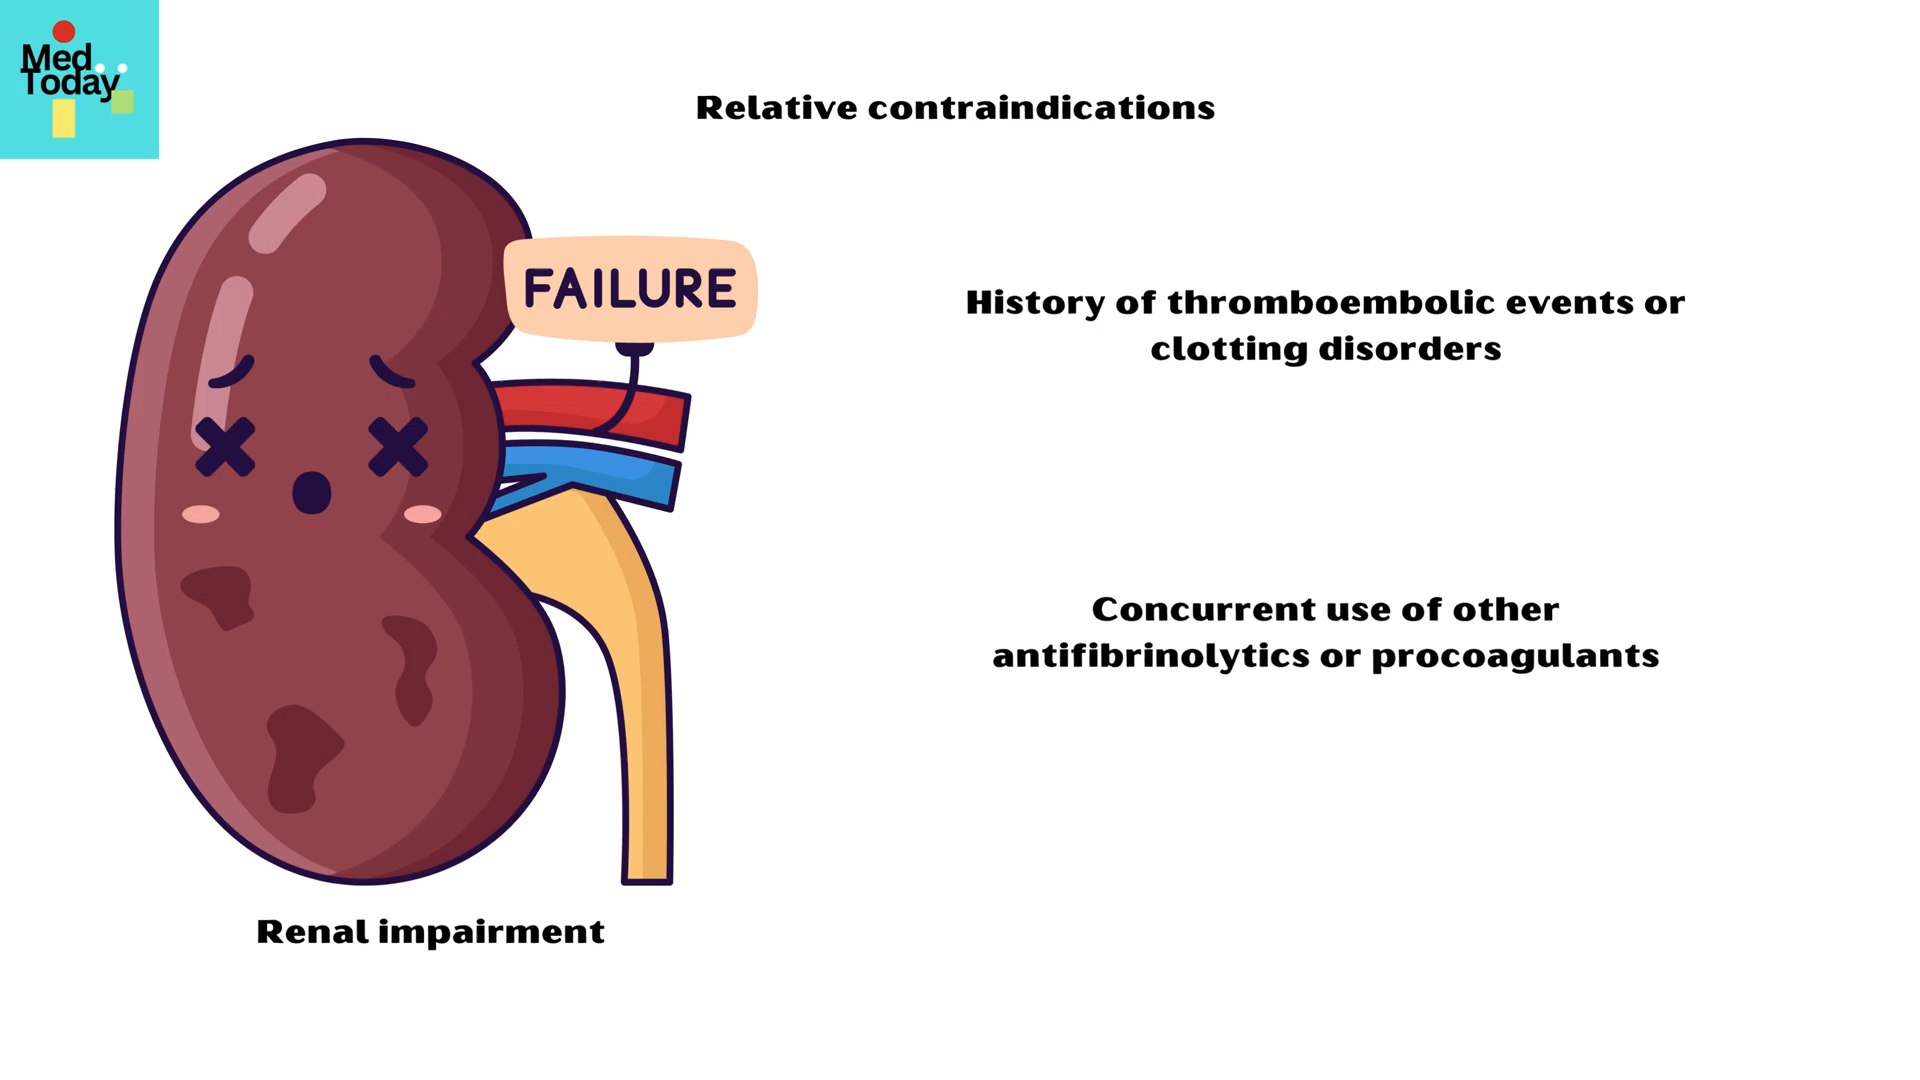 Med
Today
Relative contraindications
FAILURE
History of thromboembolic events or
clotting disorders
Concurrent use of other
antifibrinolytics or procoagulants
Renal impairment